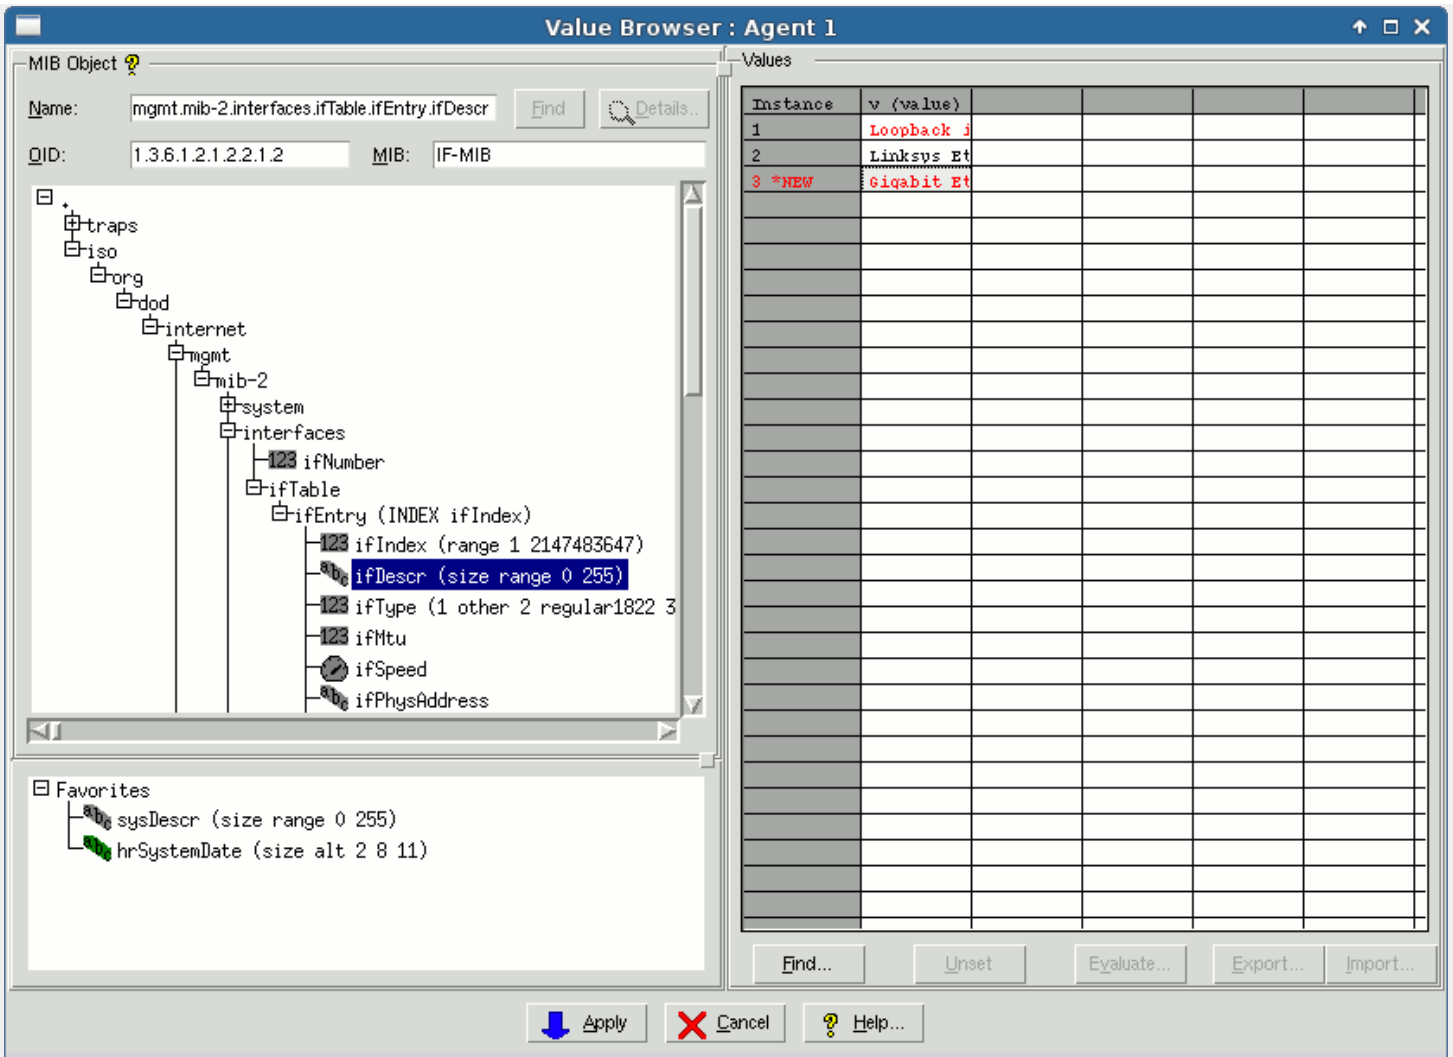 Value Browser : Agent 1
MIB Object
Name: mgmt.mib-2.interfaces.ifTable.ifEntry.ifDescr Find Details..
OID: 1.3.6.1.2.1.2.2.1.2 MIB: IF-MIB
.
traps
iso
org
dod
internet
mgmt
mib-2
system
interfaces
123 ifNumber
ifTable
ifEntry (INDEX ifIndex)
123 ifIndex (range 1 2147483647)
abc ifDescr (size range 0 255)
123 ifType (1 other 2 regular1822 3
123 ifMtu
ifSpeed
abc ifPhysAddress
Favorites
abc sysDescr (size range 0 255)
abc hrSystemDate (size alt 2 8 11)
Values
Instance v (value)
1 Loopback i
2 Linksys Et
3 *NEW Gigabit Et
Find... Unset Evaluate... Export... Import...
Apply Cancel Help...